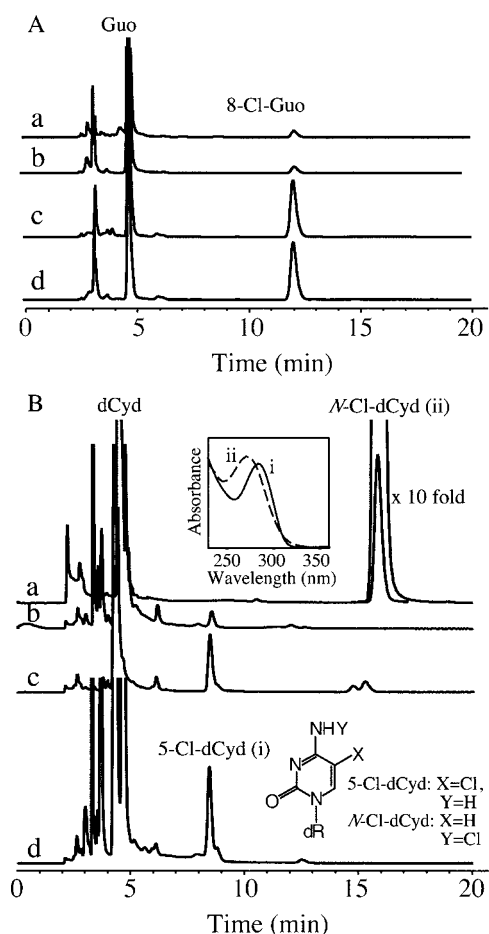 A
Guo
8-Cl-Guo
a
b
c
d
0 5 10 15 20
Time (min)
B
dCyd
N-Cl-dCyd (ii)
ii
i
Absorbance
250 300 350
Wavelength (nm)
x 10 fold
a
b
c
5-Cl-dCyd (i)
NHY
X
N
O
N
dR
5-Cl-dCyd: X=Cl,
Y=H
N-Cl-dCyd: X=H
Y=Cl
d
0 5 10 15 20
Time (min)